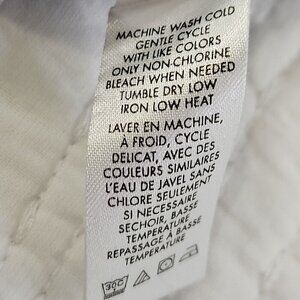 MACHINE WASH COLD
GENTLE CYCLE
WITH LIKE COLORS
ONLY NON-CHLORINE
BLEACH WHEN NEEDED
TUMBLE DRY LOW
IRON LOW HEAT
LAVER EN MACHINE,
À FROID, CYCLE
DELICAT, AVEC DES
COULEURS SIMILAIRES
L'EAU DE JAVEL SANS
CHLORE SEULEMENT
SI NECESSAIRE
SECHOIR, BASSE
TEMPERATURE
REPASSAGE À BASSE
TEMPERATURE
30C